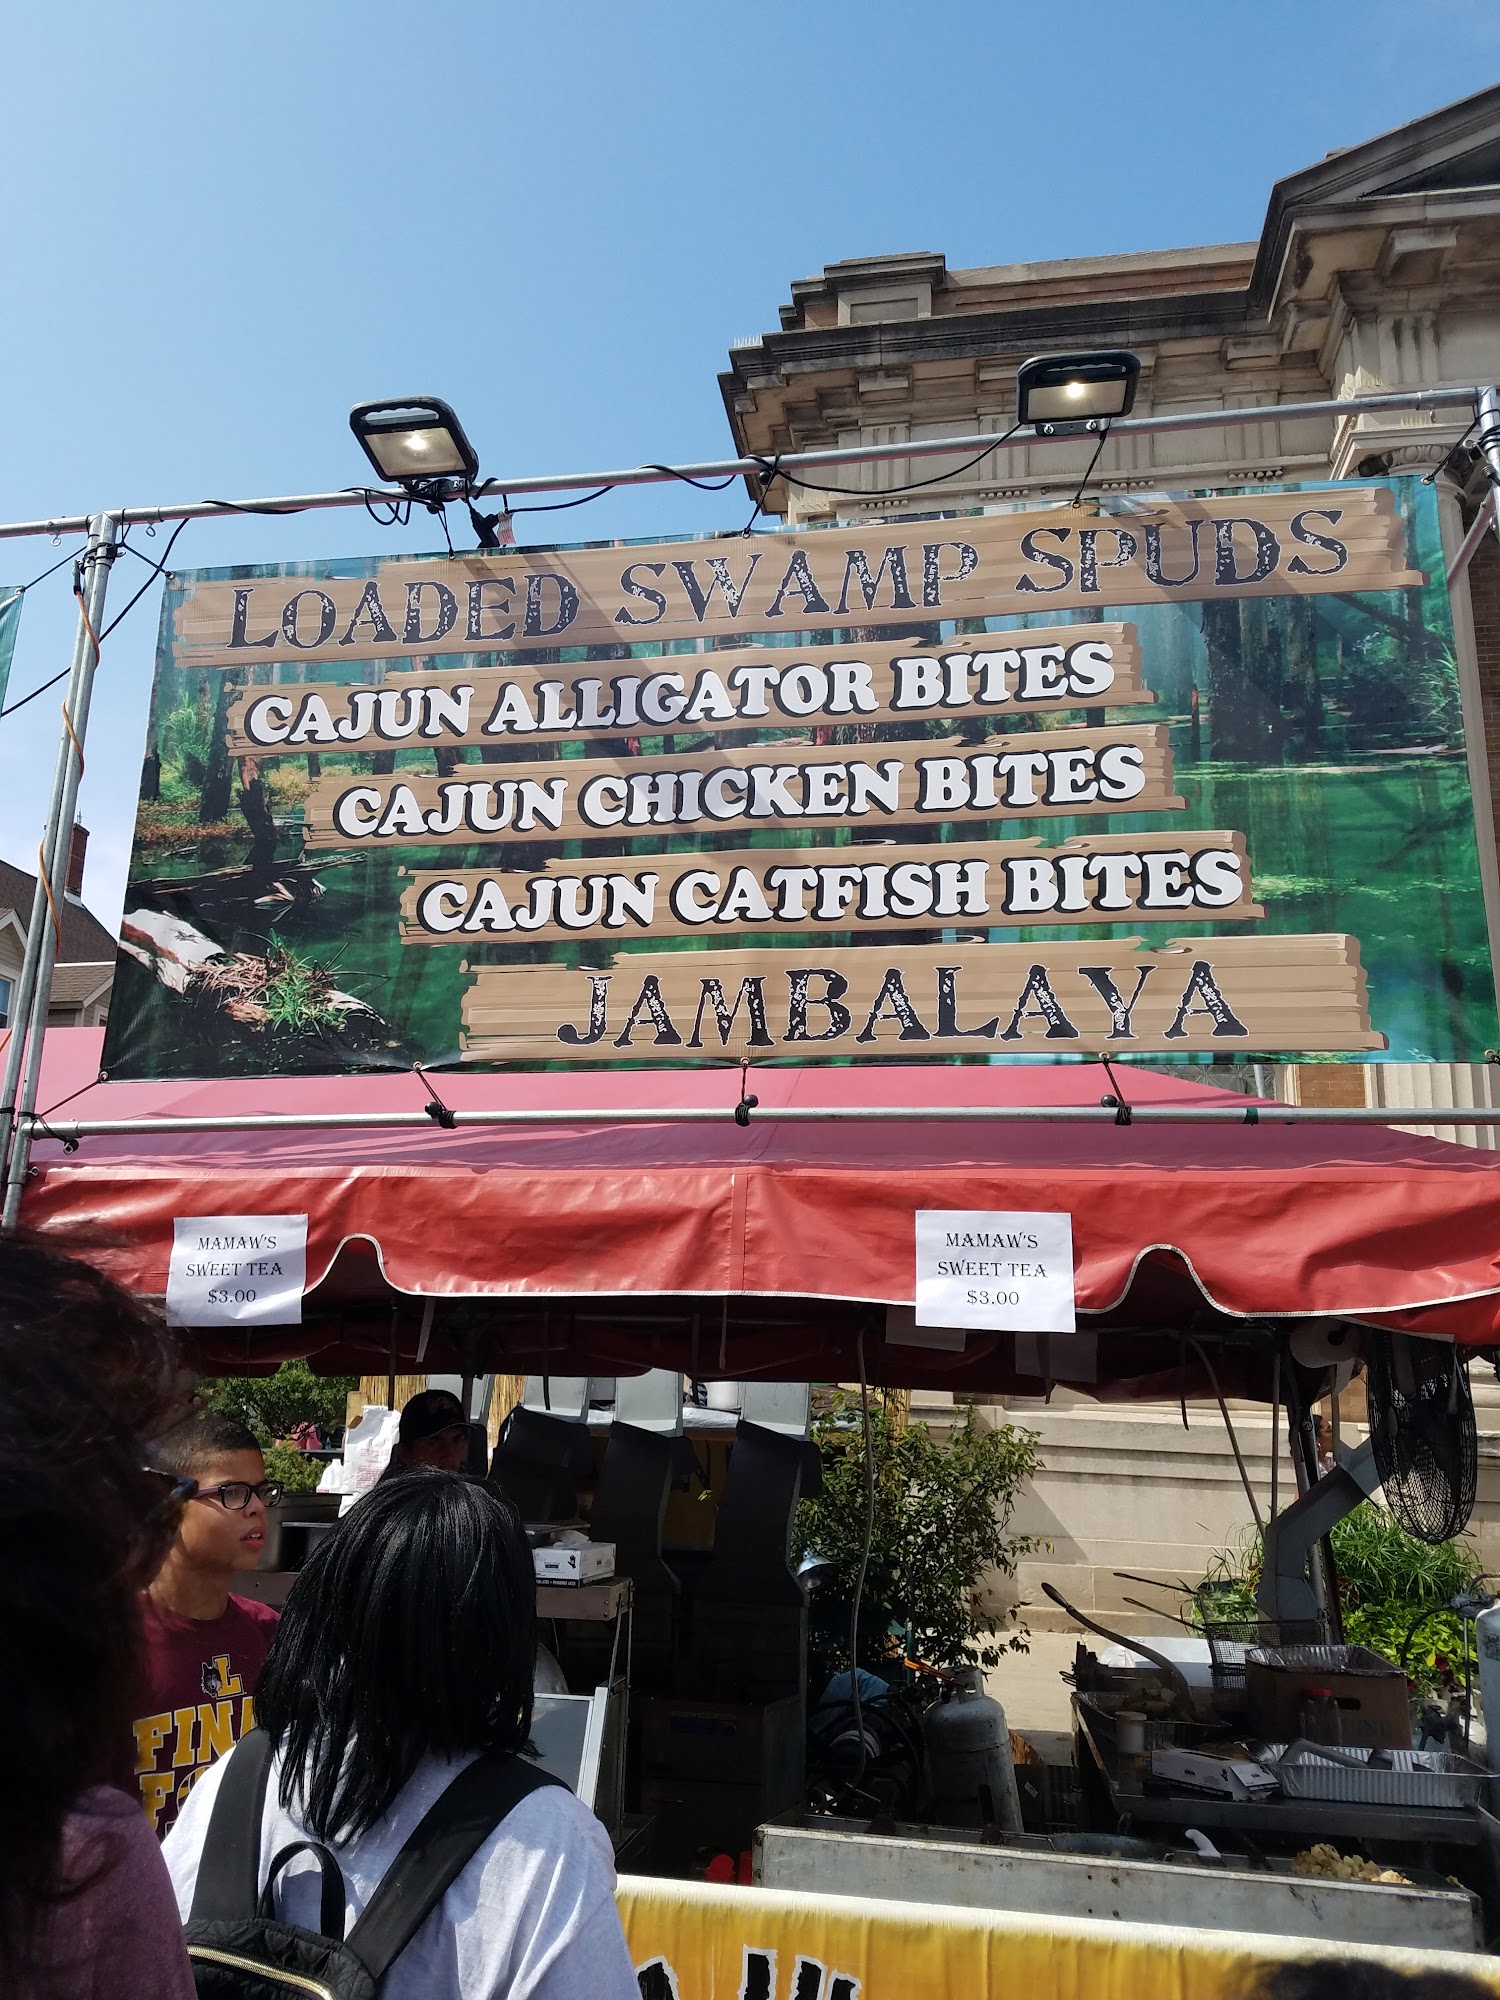 LOADED SWAMP SPUDS
CAJUN ALLIGATOR BITES
CAJUN CHICKEN BITES
CAJUN CATFISH BITES
JAMBALAYA
MAMAW'S
SWEET TEA
$3.00
MAMAW'S
SWEET TEA
$3.00
L